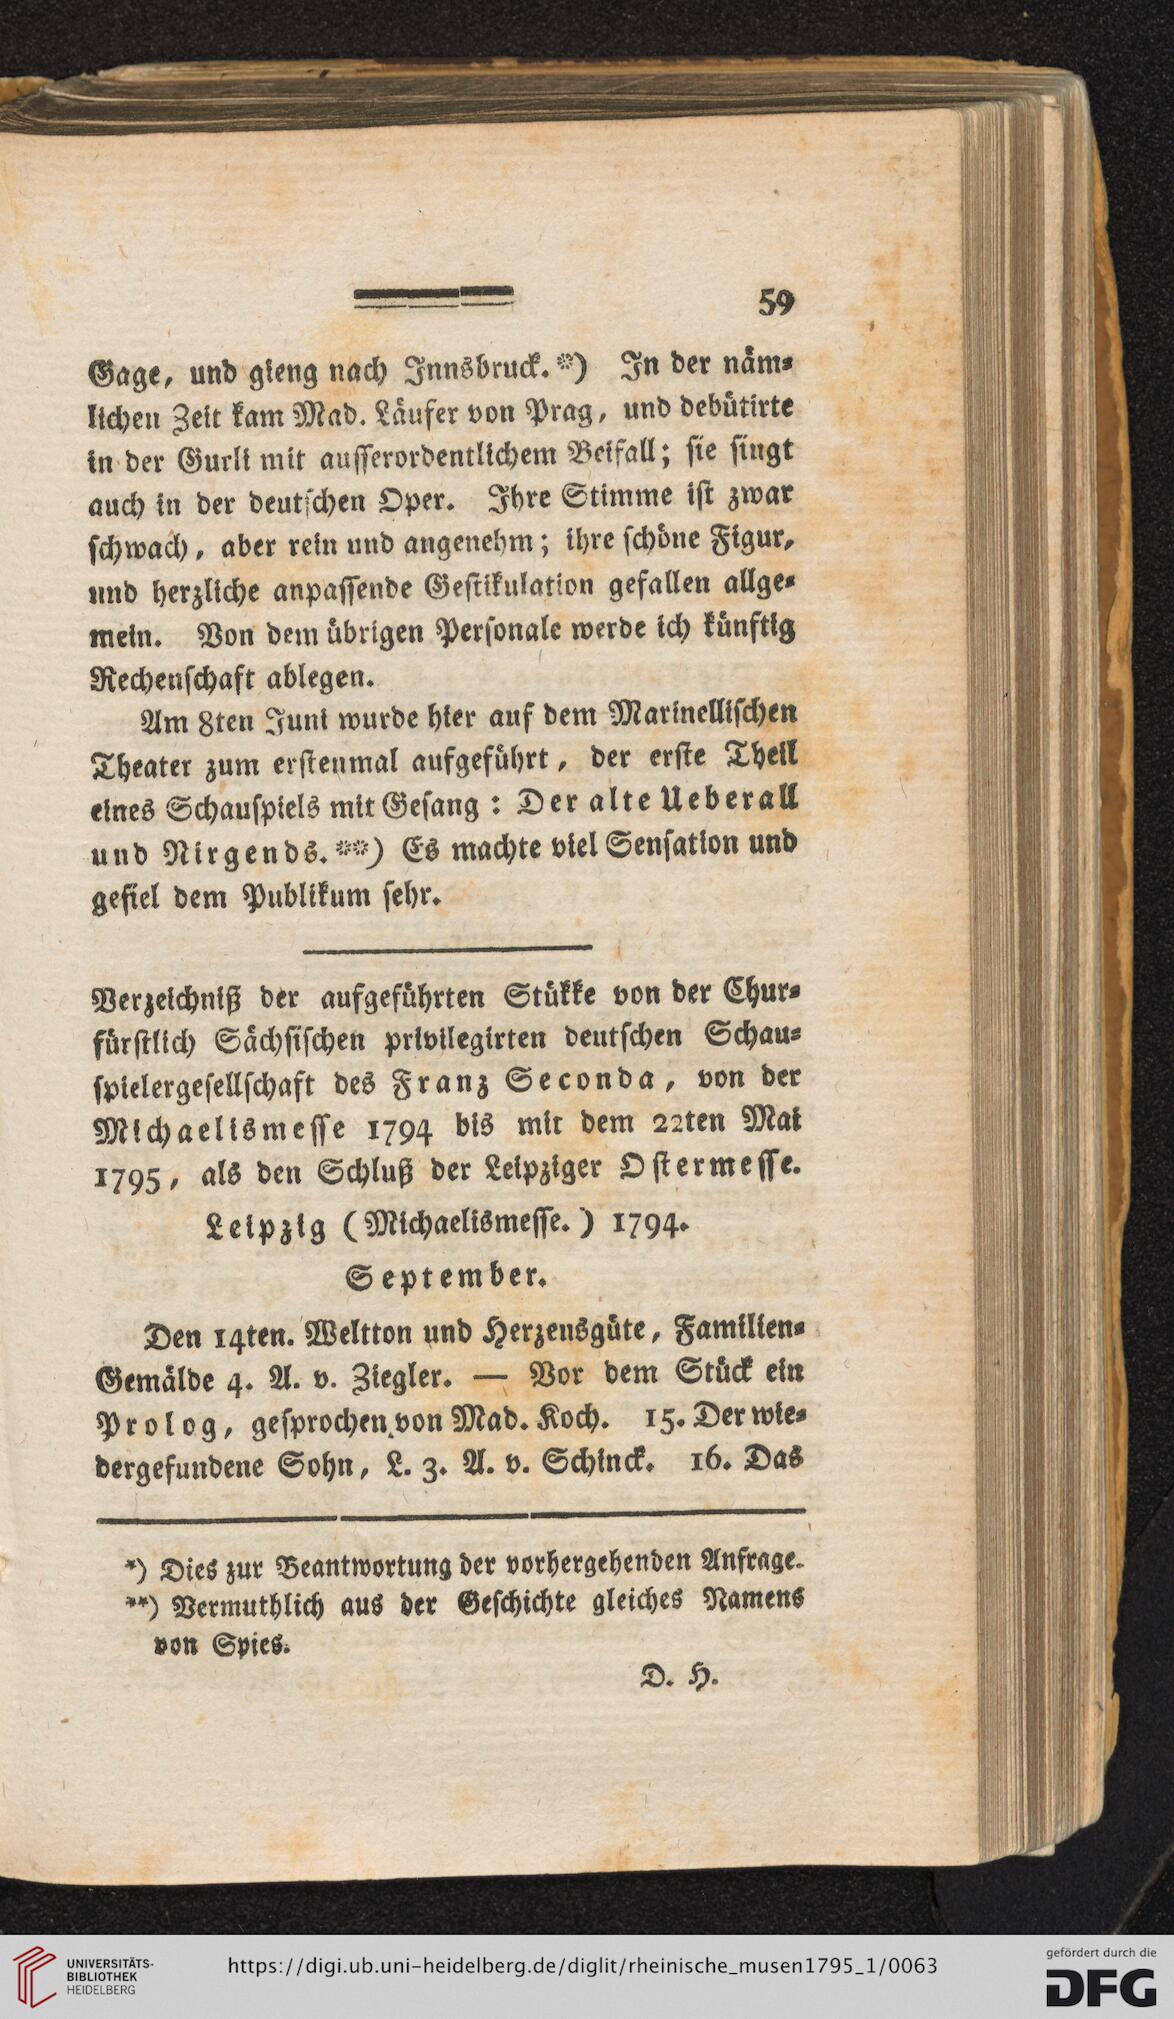 59
Gage, und gieng nach Innsbruck. *) In der näm-
lichen Zeit kam Mad. Läufer von Prag, und debütirte
in der Gurli mit ausserordentlichem Beifall; sie singt
auch in der deutschen Oper. Ihre Stimme ist zwar
schwach, aber rein und angenehm; ihre schöne Figur,
und herzliche anpassende Gestikulation gefallen allge-
mein. Von dem übrigen Personale werde ich künftig
Rechenschaft ablegen.
Am 8ten Juni wurde hier auf dem Marinellischen
Theater zum erstenmal aufgeführt, der erste Theil
eines Schauspiels mit Gesang: Der alte Ueberall
und Nirgends. **) Es machte viel Sensation und
gefiel dem Publikum sehr.
Verzeichniß der aufgeführten Stükke von der Chur-
fürstlich Sächsischen privilegirten deutschen Schau-
spielergesellschaft des Franz Seconda, von der
Michaelismesse 1794 bis mit dem 22ten Mai
1795, als den Schluß der Leipziger Ostermesse.
Leipzig (Michaelismesse.) 1794.
September.
Den 14ten. Weltton und Herzensgüte, Familien-
Gemälde 4. A. v. Ziegler. — Vor dem Stück ein
Prolog, gesprochen von Mad. Koch. 15. Der wie-
dergefundene Sohn, L. 3. A. v. Schinck. 16. Das
*) Dies zur Beantwortung der vorhergehenden Anfrage.
**) Vermuthlich aus der Geschichte gleiches Namens
von Spies.
D. H.
UNIVERSITÄTS-
BIBLIOTHEK
HEIDELBERG
https://digi.ub.uni-heidelberg.de/diglit/rheinische_musen1795_1/0063
gefördert durch die
DFG